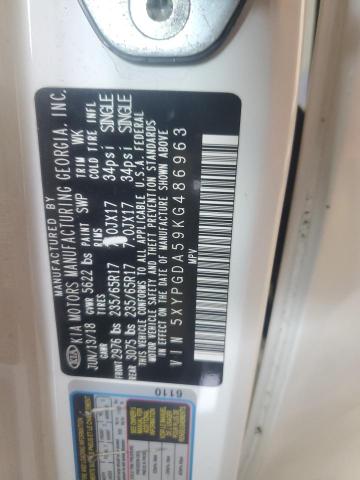 KIA KIA MOTORS MANUFACTURING GEORGIA, INC.
JUN/13/18 GVWR 5622 lbs PAINT SWP TRIM WK
GAWR TIRES RIMS COLD TIRE INFL
FRONT 2976 lbs 235/65R17 7.0JX17 34psi SINGLE
REAR 3075 lbs 235/65R17 7.0JX17 34psi SINGLE
THIS VEHICLE CONFORMS TO ALL APPLICABLE U.S.A. FEDERAL
MOTOR VEHICLE SAFETY AND THEFT PREVENTION STANDARDS
IN EFFECT ON THE DATE OF MANUFACTURE SHOWN ABOVE
VIN 5XYPGDA59KG486963
MPV
6110